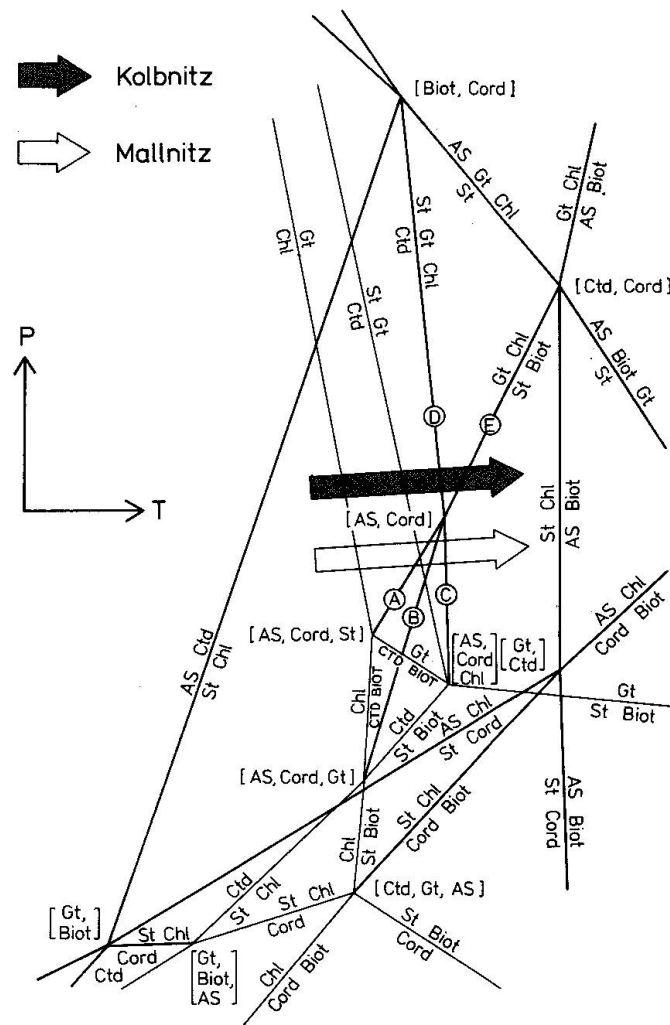 Kolbnitz
Mallnitz
P
T
[Biot, Cord]
AS Gt Chl
St
Gt Chl
AS Biot
[Ctd, Cord]
AS Biot Gt
St
Gt
Chl
St Gt
Ctd
St Gt Chl
Ctd
Gt Chl
St Biot
D
E
St Chl
AS Biot
[AS, Cord]
AS Ctd
St Chl
A
B
C
[AS, Cord, St]
Gt
CTD BIOT
[AS, Cord Chl]
[Gt, Ctd]
AS Chl
Cord Biot
Gt
St Biot
Chl
CTD BIOT
Ctd
St Biot
AS Chl
St Cord
[AS, Cord, Gt]
Chl
St Biot
St Chl
Cord Biot
AS Biot
St Cord
Ctd
St Chl
[Ctd, Gt, AS]
St Chl
Cord
St Biot
Cord
[Gt, Biot]
St Chl
Cord
Ctd
[Gt, Biot, AS]
Chl
Cord Biot